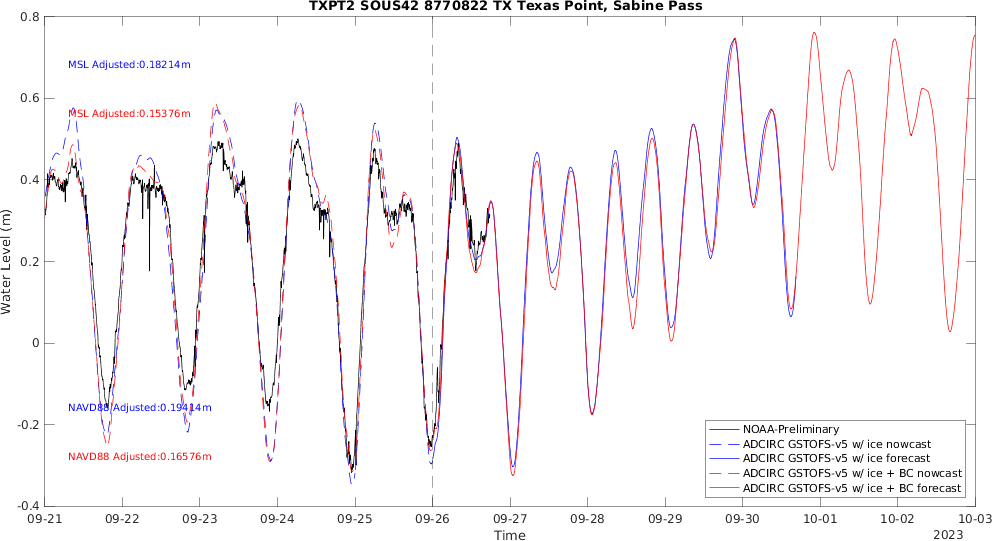 TXPT2 SOUS42 8770822 TX Texas Point, Sabine Pass
Water Level (m)
0.8
0.6
0.4
0.2
0
-0.2
-0.4
MSL Adjusted:0.18214m
MSL Adjusted:0.15376m
NAVD88 Adjusted:0.19414m
NAVD88 Adjusted:0.16576m
NOAA-Preliminary
ADCIRC GSTOFS-v5 w/ ice nowcast
ADCIRC GSTOFS-v5 w/ ice forecast
ADCIRC GSTOFS-v5 w/ ice + BC nowcast
ADCIRC GSTOFS-v5 w/ ice + BC forecast
09-21 09-22 09-23 09-24 09-25 09-26 09-27 09-28 09-29 09-30 10-01 10-02 10-03
Time
2023